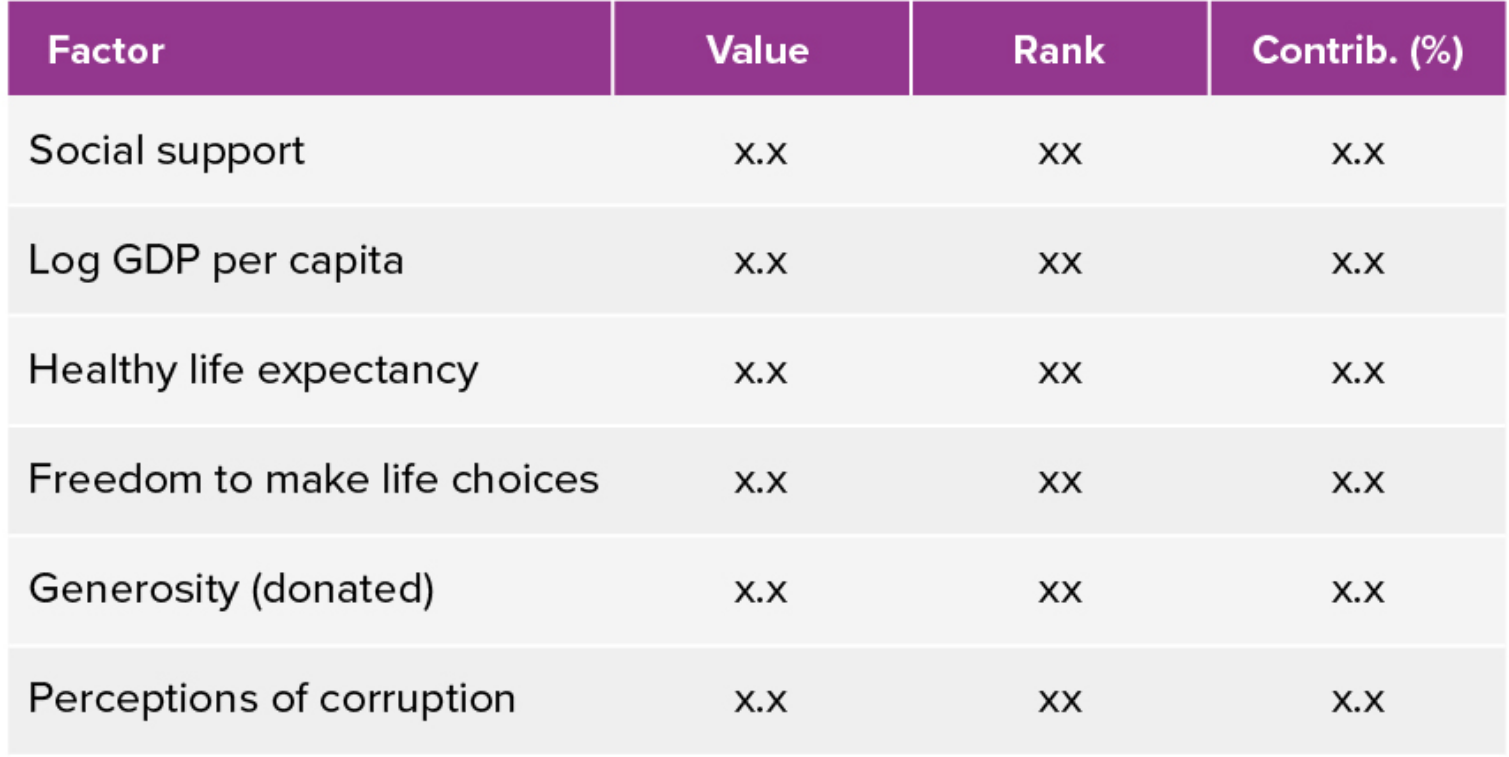 Factor Value Rank Contrib. (%)
Social support x.x xx x.x
Log GDP per capita x.x xx x.x
Healthy life expectancy x.x xx x.x
Freedom to make life choices x.x xx x.x
Generosity (donated) x.x xx x.x
Perceptions of corruption x.x xx x.x